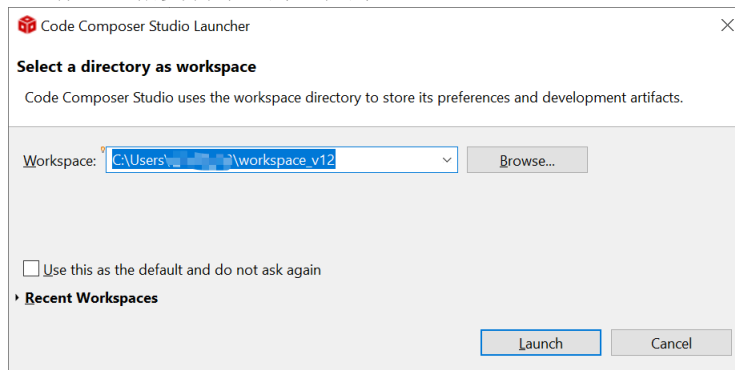 Code Composer Studio Launcher
Select a directory as workspace
Code Composer Studio uses the workspace directory to store its preferences and development artifacts.
Workspace: C:\Users\ \workspace_v12 Browse...
Use this as the default and do not ask again
Recent Workspaces
Launch Cancel